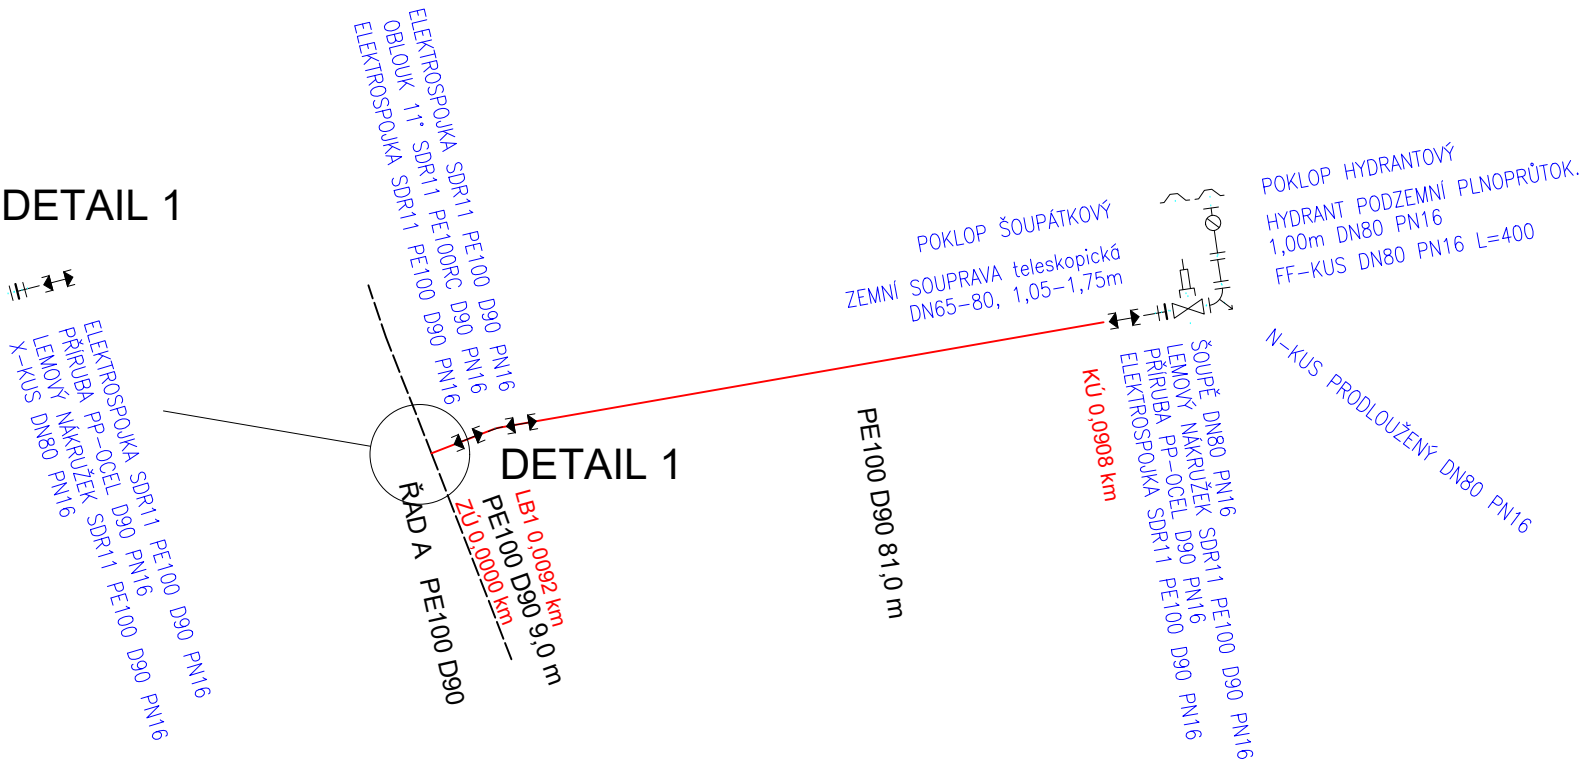 DETAIL 1
ELEKTROSPOJKA SDR11 PE100 D90 PN16
PŘÍRUBA PP-OCEL D90 PN16
LEMOVÝ NÁKRUŽEK SDR11 PE100 D90 PN16
X-KUS DN80 PN16
ELEKTROSPOJKA SDR11 PE100 D90 PN16
OBLOUK 11° SDR11 PE100RC D90 PN16
ELEKTROSPOJKA SDR11 PE100 D90 PN16
DETAIL 1
LB1 0,0092 km
PE100 D90 9,0 m
ZÚ 0,0000 km
ŘAD A PE100 D90
PE100 D90 81,0 m
POKLOP ŠOUPÁTKOVÝ
ZEMNÍ SOUPRAVA teleskopická
DN65-80, 1,05-1,75m
POKLOP HYDRANTOVÝ
HYDRANT PODZEMNÍ PLNOPRŮTOK.
1,00m DN80 PN16
FF-KUS DN80 PN16 L=400
N-KUS PRODLOUŽENÝ DN80 PN16
KÚ 0,0908 km
ŠOUPĚ DN80 PN16
LEMOVÝ NÁKRUŽEK SDR11 PE100 D90 PN16
PŘÍRUBA PP-OCEL D90 PN16
ELEKTROSPOJKA SDR11 PE100 D90 PN16